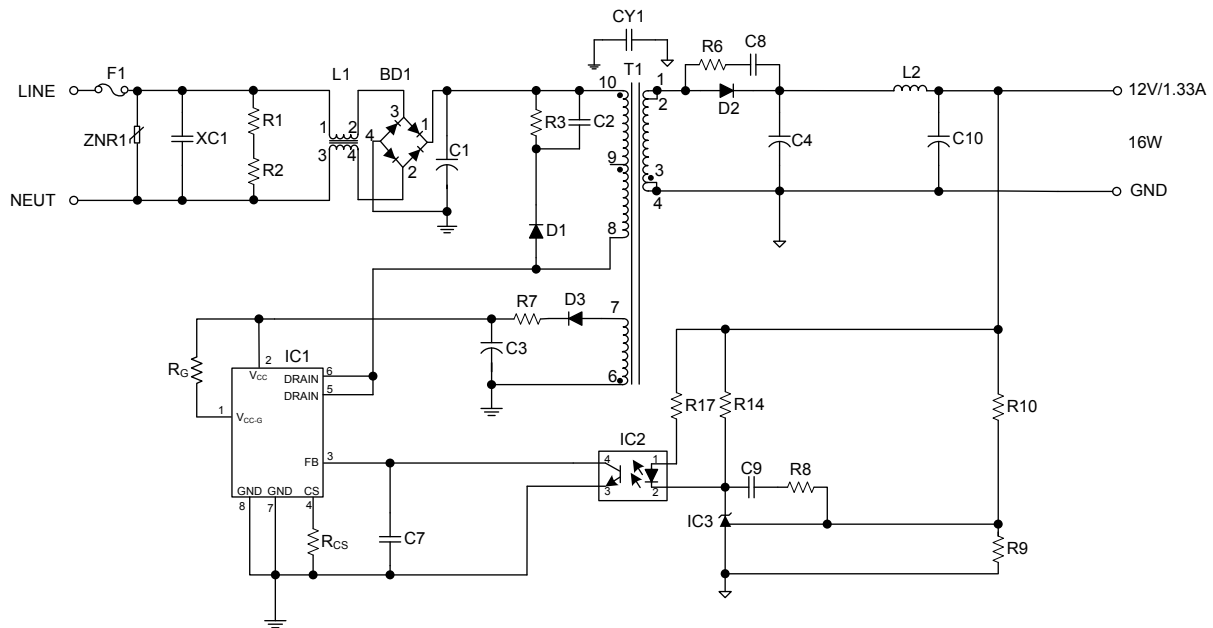 CY1
F1
L1
BD1
T1
R6
C8
L2
LINE
10
1
2
D2
12V/1.33A
ZNR1
XC1
R1
R2
1
2
3
4
3
4
1
2
C1
R3
C2
9
C4
C10
16W
3
4
NEUT
GND
8
D1
R7
D3
7
C3
6
RG
2
IC1
VCC
DRAIN
6
DRAIN
5
1
VCC-G
R17
R14
R10
IC2
FB
3
4
3
1
2
C9
R8
GND
GND
CS
8
7
4
RCS
C7
IC3
R9